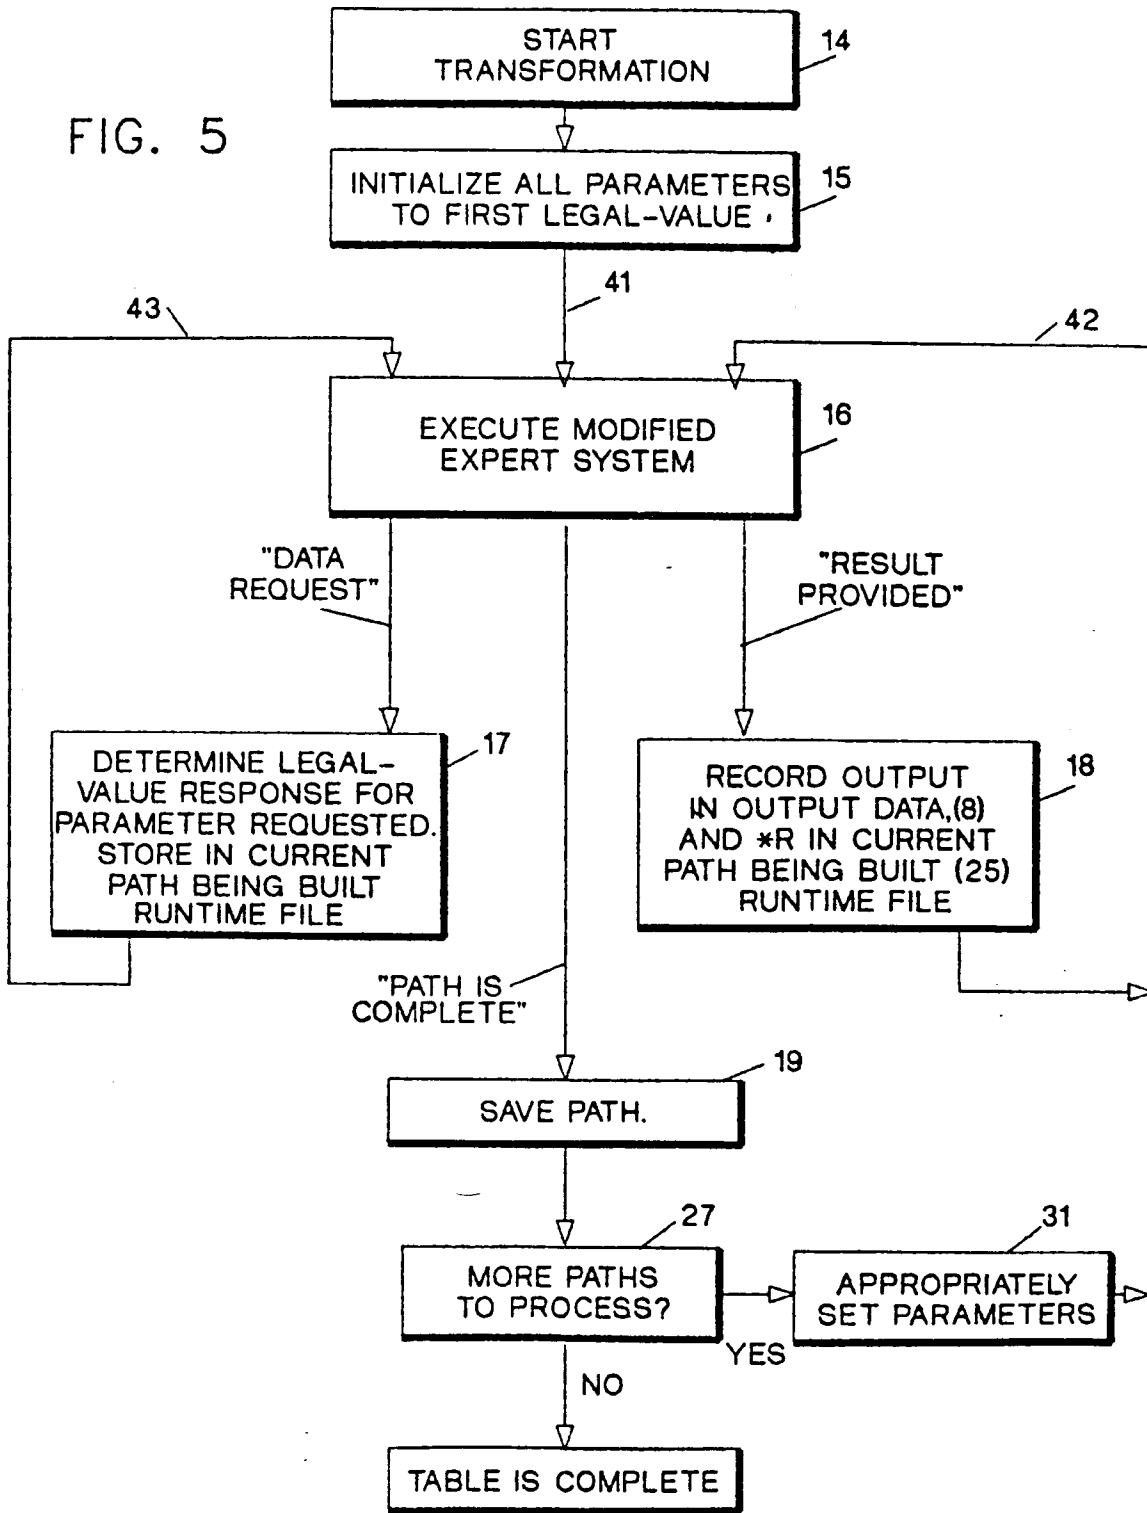 START
TRANSFORMATION
14
FIG. 5
INITIALIZE ALL PARAMETERS
TO FIRST LEGAL-VALUE
15
41
43
42
EXECUTE MODIFIED
EXPERT SYSTEM
16
"DATA
REQUEST"
"RESULT
PROVIDED"
DETERMINE LEGAL-
VALUE RESPONSE FOR
PARAMETER REQUESTED.
STORE IN CURRENT
PATH BEING BUILT
RUNTIME FILE
17
RECORD OUTPUT
IN OUTPUT DATA,(8)
AND *R IN CURRENT
PATH BEING BUILT (25)
RUNTIME FILE
18
"PATH IS
COMPLETE"
19
SAVE PATH.
27
MORE PATHS
TO PROCESS?
31
APPROPRIATELY
SET PARAMETERS
YES
NO
TABLE IS COMPLETE